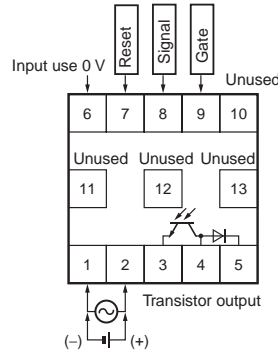 Reset
Signal
Gate
Input use 0 V
Unused
6 7 8 9 10
Unused Unused Unused
11 12 13
1 2 3 4 5
Transistor output
(−) (+)